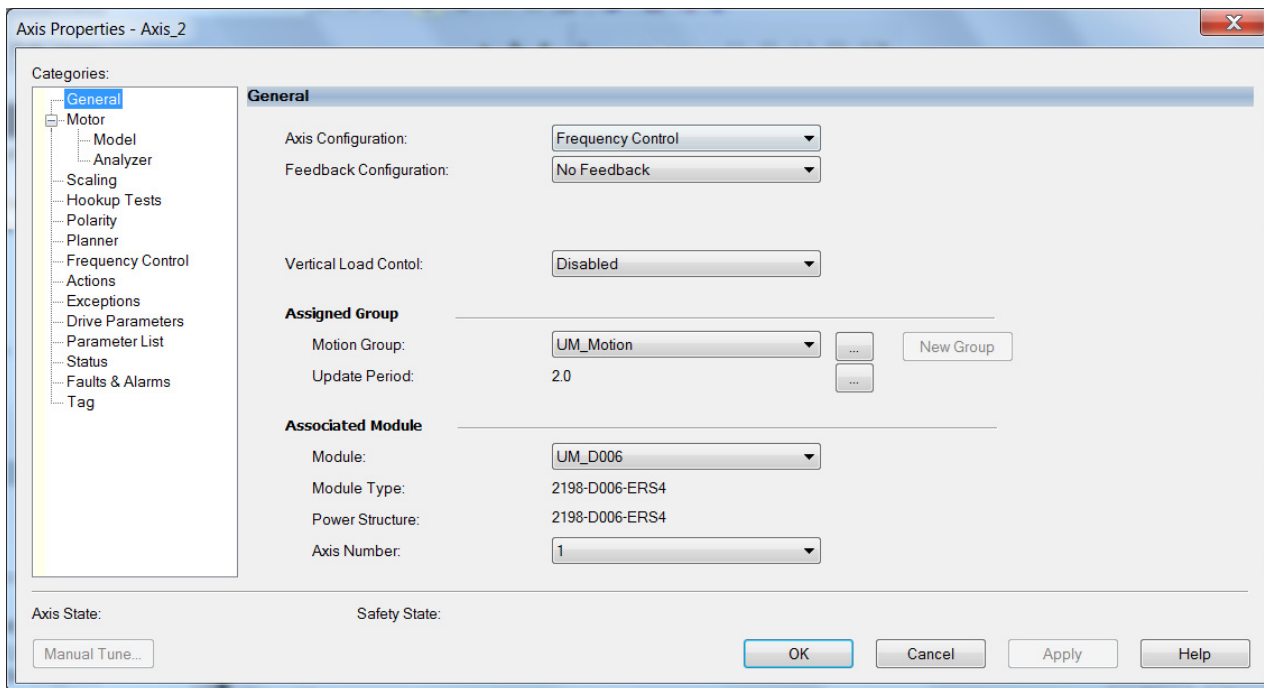 Axis Properties - Axis_2
X
Categories:
General
Motor
Model
Analyzer
Scaling
Hookup Tests
Polarity
Planner
Frequency Control
Actions
Exceptions
Drive Parameters
Parameter List
Status
Faults & Alarms
Tag
General
Axis Configuration: Frequency Control
Feedback Configuration: No Feedback
Vertical Load Contol: Disabled
Assigned Group
Motion Group: UM_Motion ... New Group
Update Period: 2.0 ...
Associated Module
Module: UM_D006
Module Type: 2198-D006-ERS4
Power Structure: 2198-D006-ERS4
Axis Number: 1
Axis State: Safety State:
Manual Tune... OK Cancel Apply Help